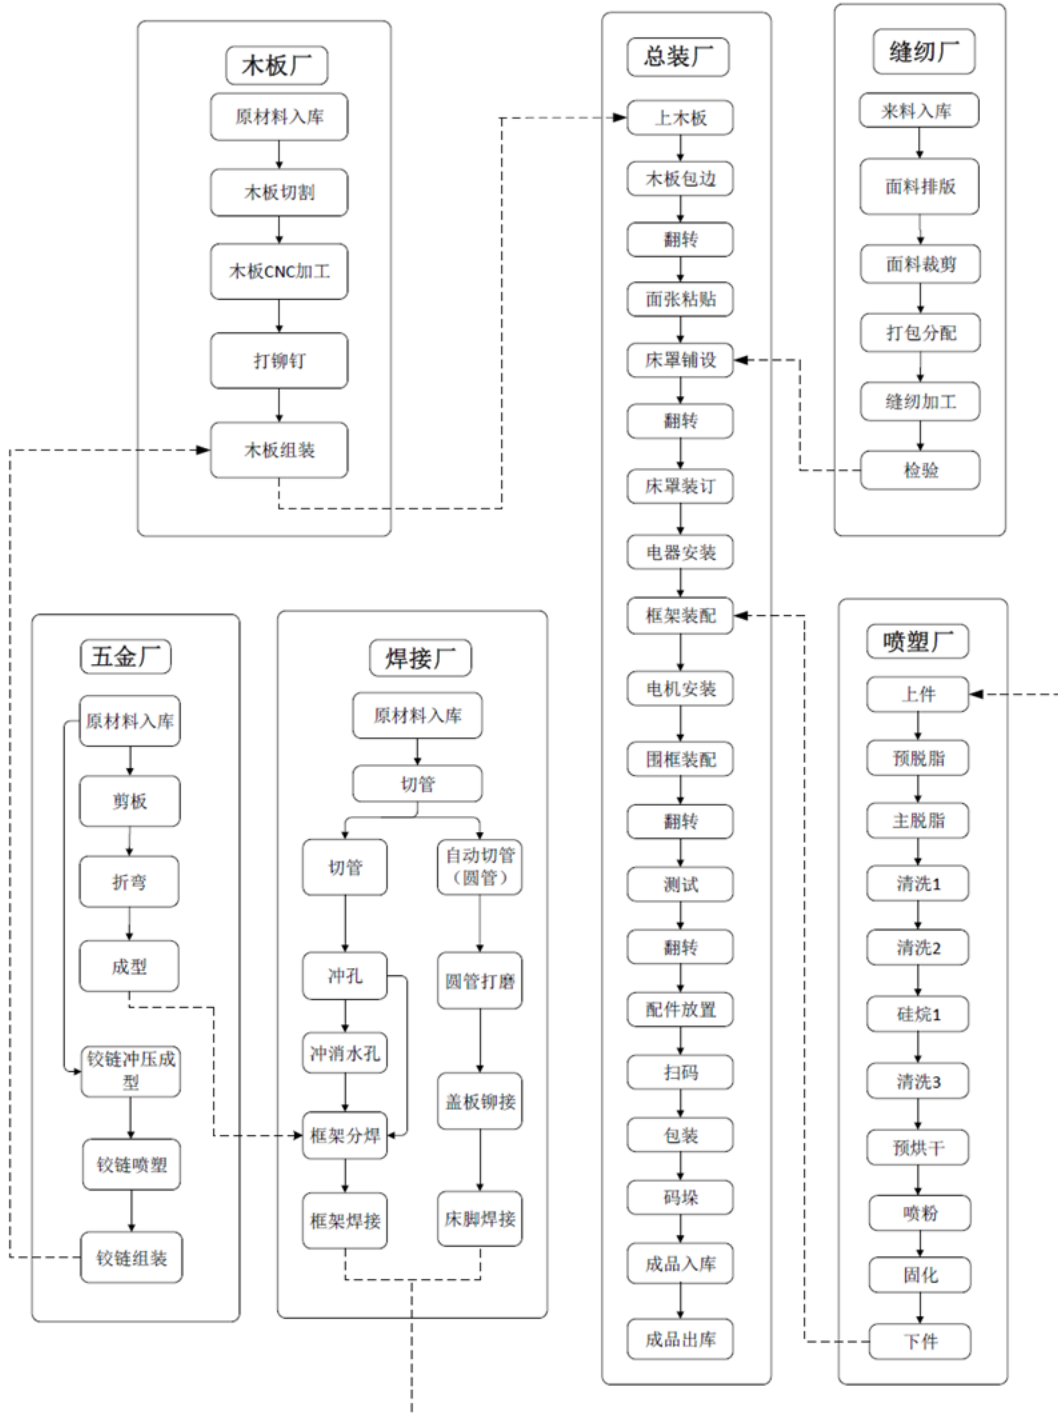 木板厂
原材料入库
木板切割
木板CNC加工
打铆钉
木板组装
总装厂
上木板
木板包边
翻转
面张粘贴
床罩铺设
翻转
床罩装订
电器安装
框架装配
电机安装
围框装配
翻转
测试
翻转
配件放置
扫码
包装
码垛
成品入库
成品出库
缝纫厂
来料入库
面料排版
面料裁剪
打包分配
缝纫加工
检验
五金厂
原材料入库
剪板
折弯
成型
铰链冲压成
型
铰链喷塑
铰链组装
焊接厂
原材料入库
切管
切管
冲孔
冲消水孔
框架分焊
框架焊接
自动切管
（圆管）
圆管打磨
盖板铆接
床脚焊接
喷塑厂
上件
预脱脂
主脱脂
清洗1
清洗2
硅烷1
清洗3
预烘干
喷粉
固化
下件